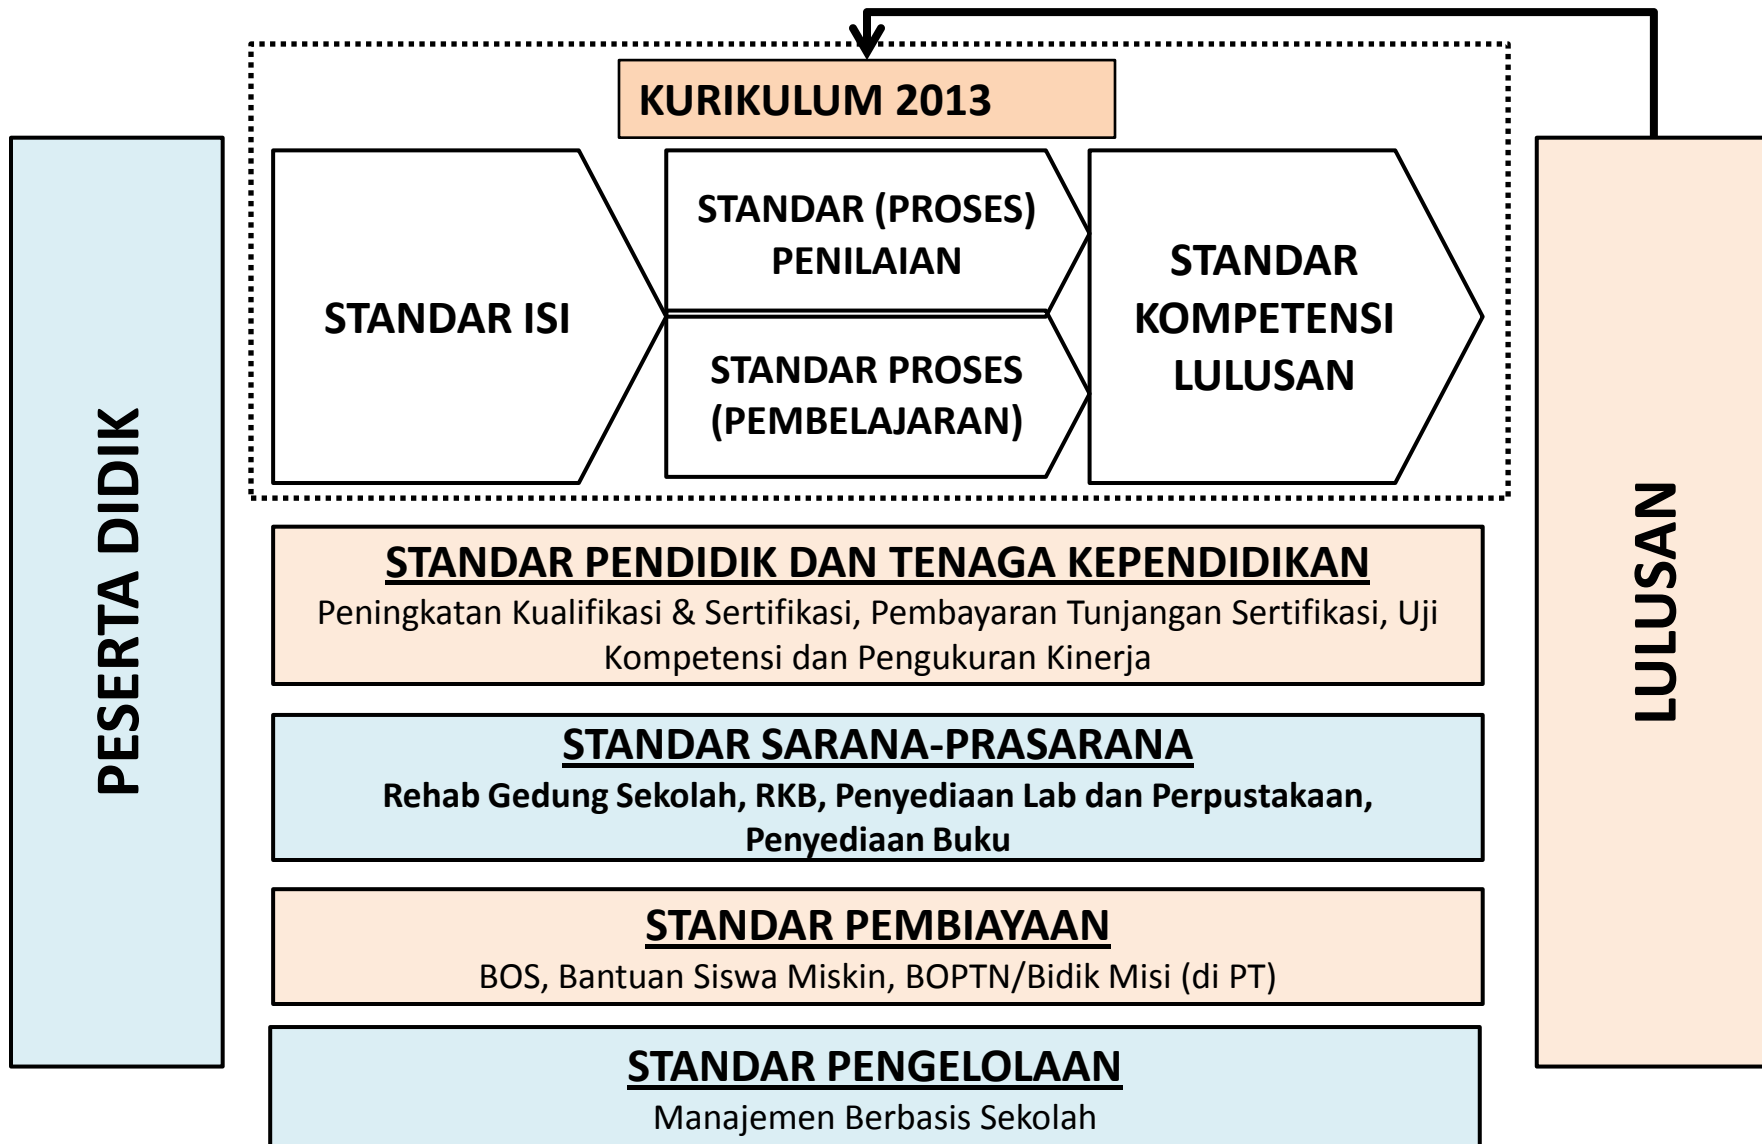 KURIKULUM 2013
PESERTA DIDIK
STANDAR ISI
STANDAR (PROSES)
PENILAIAN
STANDAR PROSES
(PEMBELAJARAN)
STANDAR
KOMPETENSI
LULUSAN
LULUSAN
STANDAR PENDIDIK DAN TENAGA KEPENDIDIKAN
Peningkatan Kualifikasi & Sertifikasi, Pembayaran Tunjangan Sertifikasi, Uji
Kompetensi dan Pengukuran Kinerja
STANDAR SARANA-PRASARANA
Rehab Gedung Sekolah, RKB, Penyediaan Lab dan Perpustakaan,
Penyediaan Buku
STANDAR PEMBIAYAAN
BOS, Bantuan Siswa Miskin, BOPTN/Bidik Misi (di PT)
STANDAR PENGELOLAAN
Manajemen Berbasis Sekolah